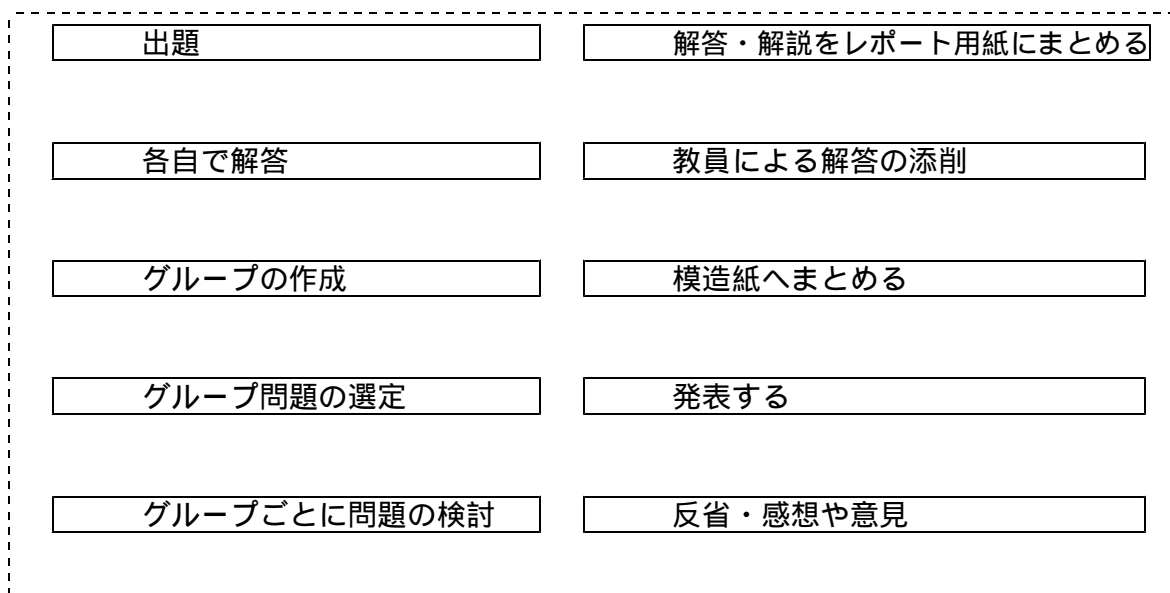 出題
各自で解答
グループの作成
グループ問題の選定
グループごとに問題の検討
解答・解説をレポート用紙にまとめる
教員による解答の添削
模造紙へまとめる
発表する
反省・感想や意見